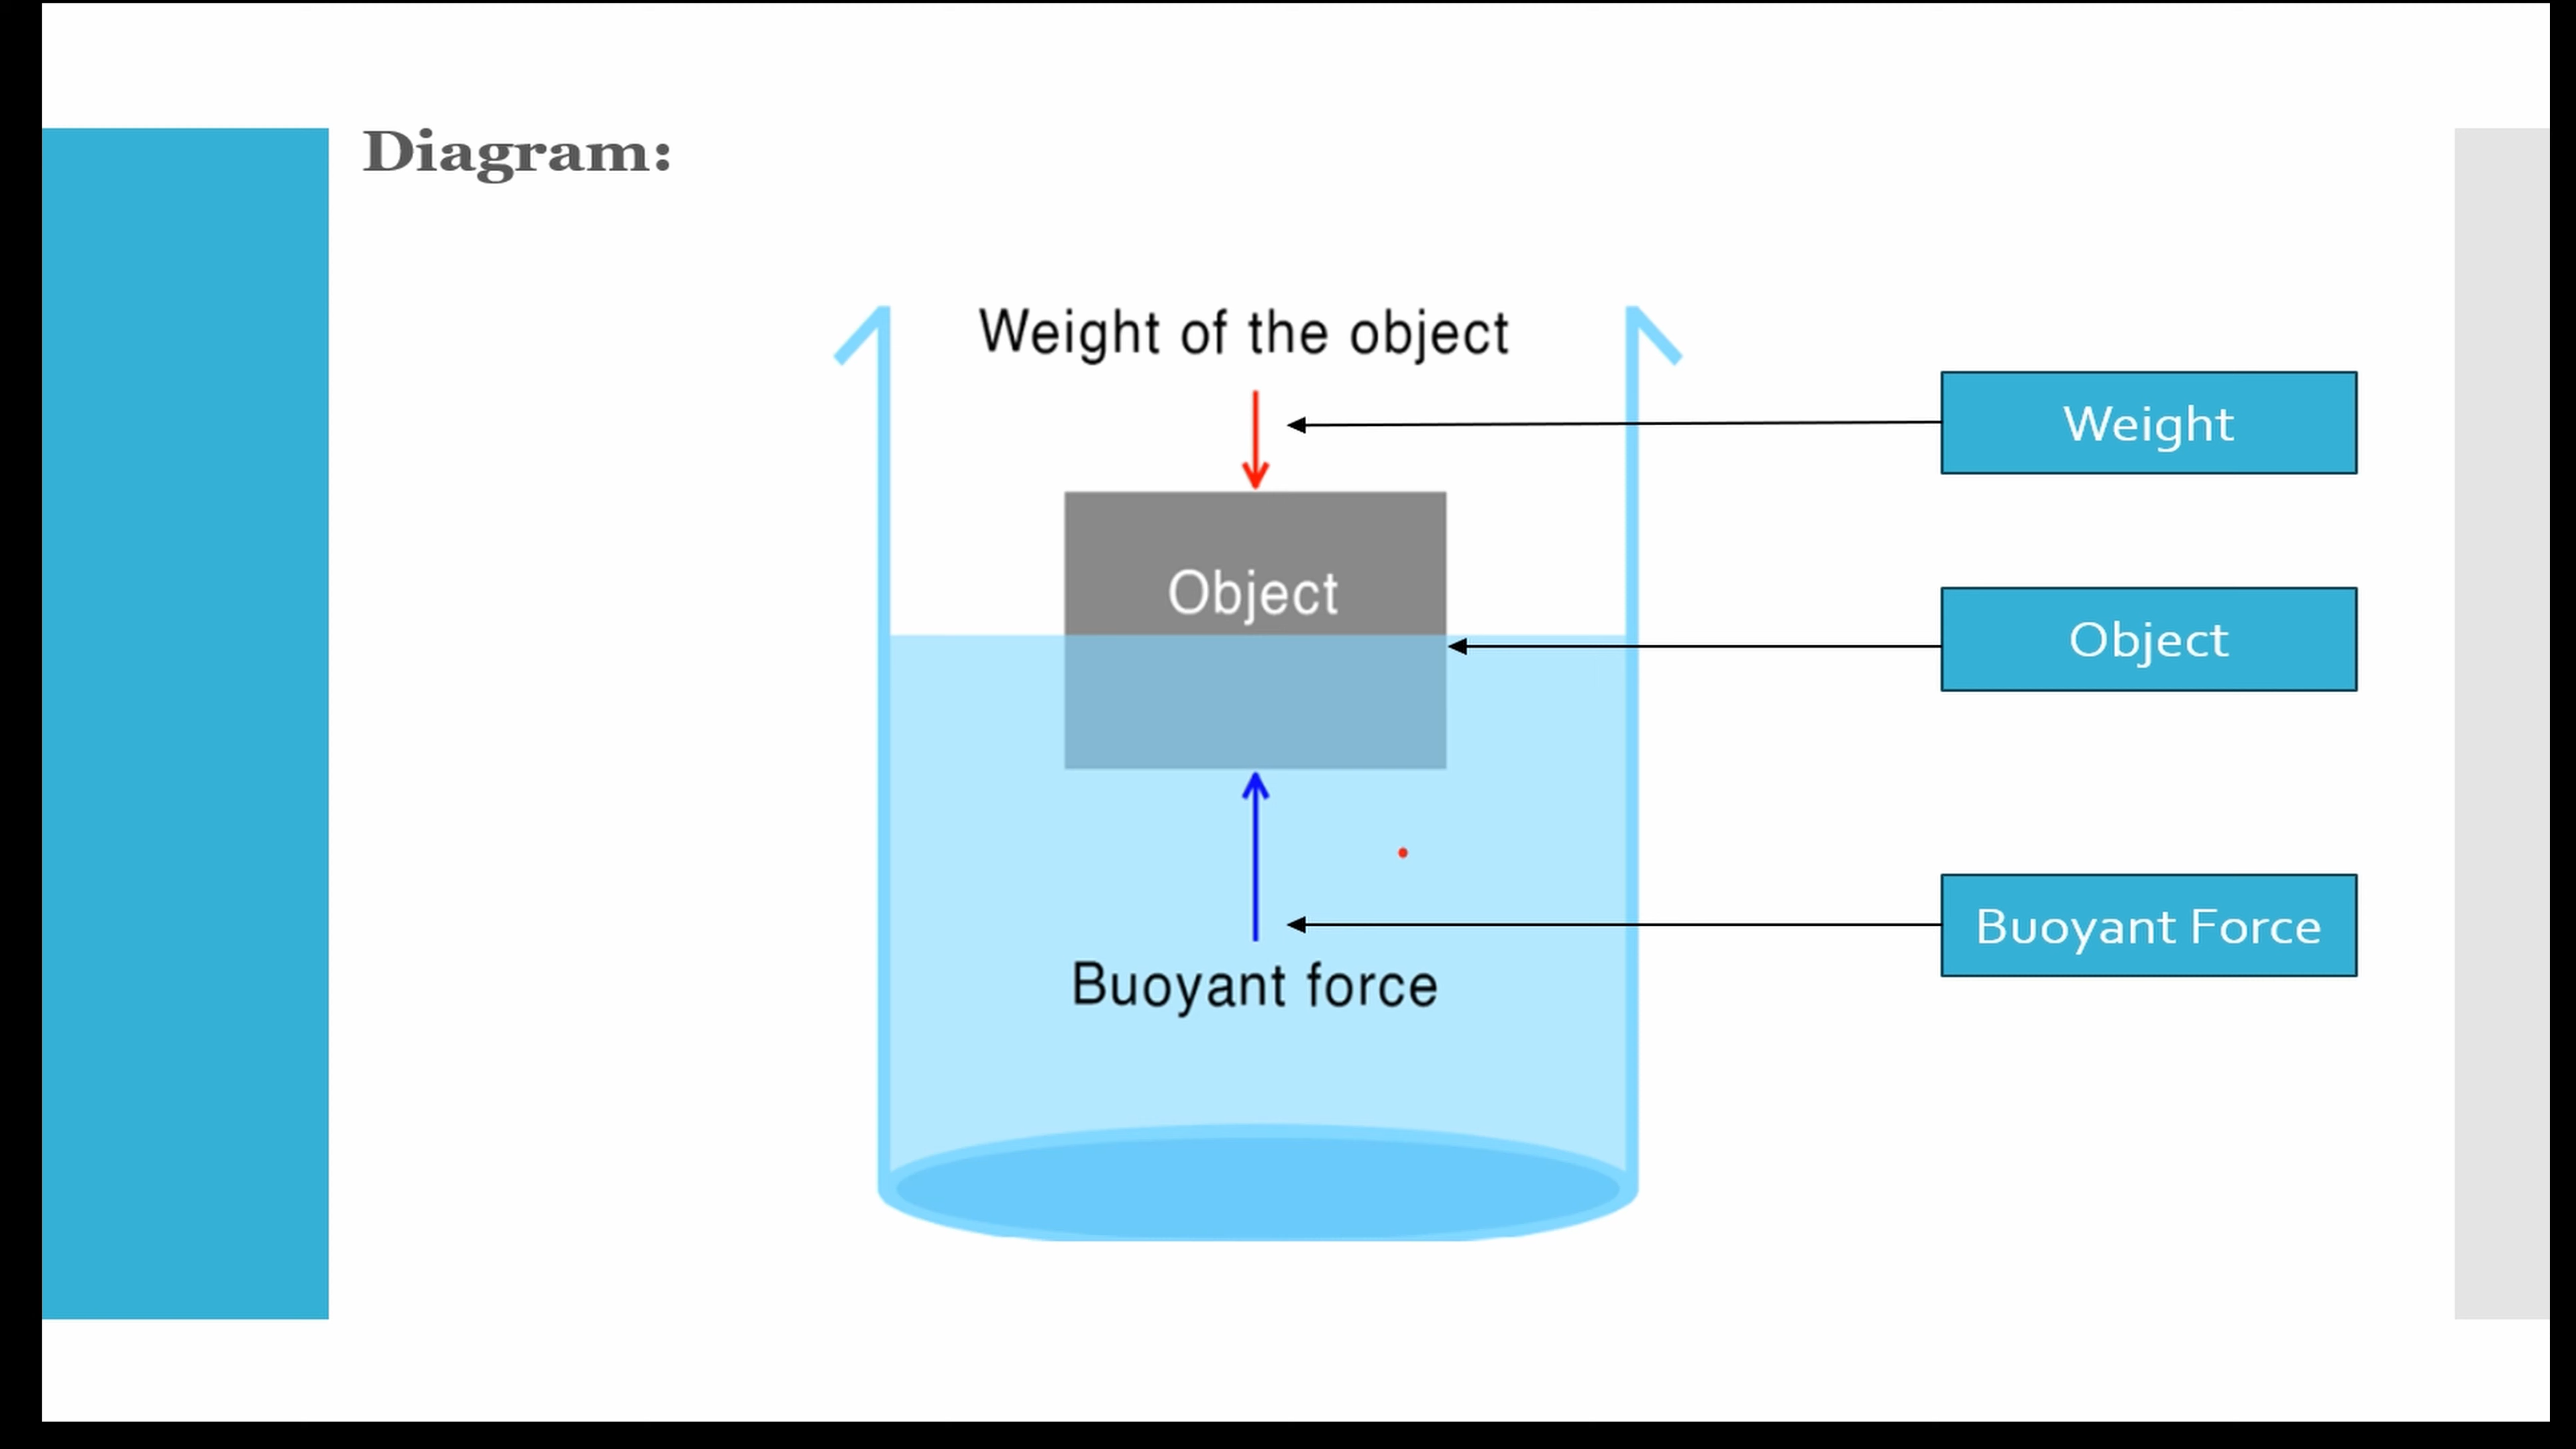 Diagram:
Weight of the object
Weight
Object
Object
Buoyant Force
Buoyant force